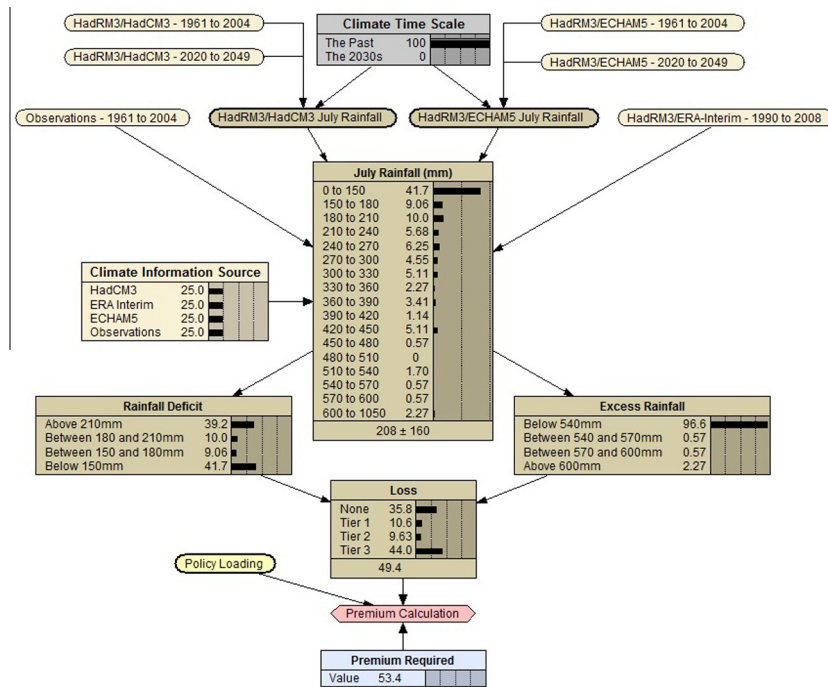 HadRM3/HadCM3 - 1961 to 2004
Climate Time Scale
HadRM3/ECHAM5 - 1961 to 2004
The Past 100
The 2030s 0
HadRM3/HadCM3 - 2020 to 2049
HadRM3/ECHAM5 - 2020 to 2049
Observations - 1961 to 2004
HadRM3/HadCM3 July Rainfall
HadRM3/ECHAM5 July Rainfall
HadRM3/ERA-Interim - 1990 to 2008
July Rainfall (mm)
0 to 150 41.7
150 to 180 9.06
180 to 210 10.0
210 to 240 5.68
240 to 270 6.25
270 to 300 4.55
300 to 330 5.11
330 to 360 2.27
360 to 390 3.41
390 to 420 1.14
420 to 450 5.11
450 to 480 0.57
480 to 510 0
510 to 540 1.70
540 to 570 0.57
570 to 600 0.57
600 to 1050 2.27
208 ± 160
Climate Information Source
HadCM3 25.0
ERA Interim 25.0
ECHAM5 25.0
Observations 25.0
Rainfall Deficit
Above 210mm 39.2
Between 180 and 210mm 10.0
Between 150 and 180mm 9.06
Below 150mm 41.7
Excess Rainfall
Below 540mm 96.6
Between 540 and 570mm 0.57
Between 570 and 600mm 0.57
Above 600mm 2.27
Loss
None 35.8
Tier 1 10.6
Tier 2 9.63
Tier 3 44.0
49.4
Policy Loading
Premium Calculation
Premium Required
Value 53.4